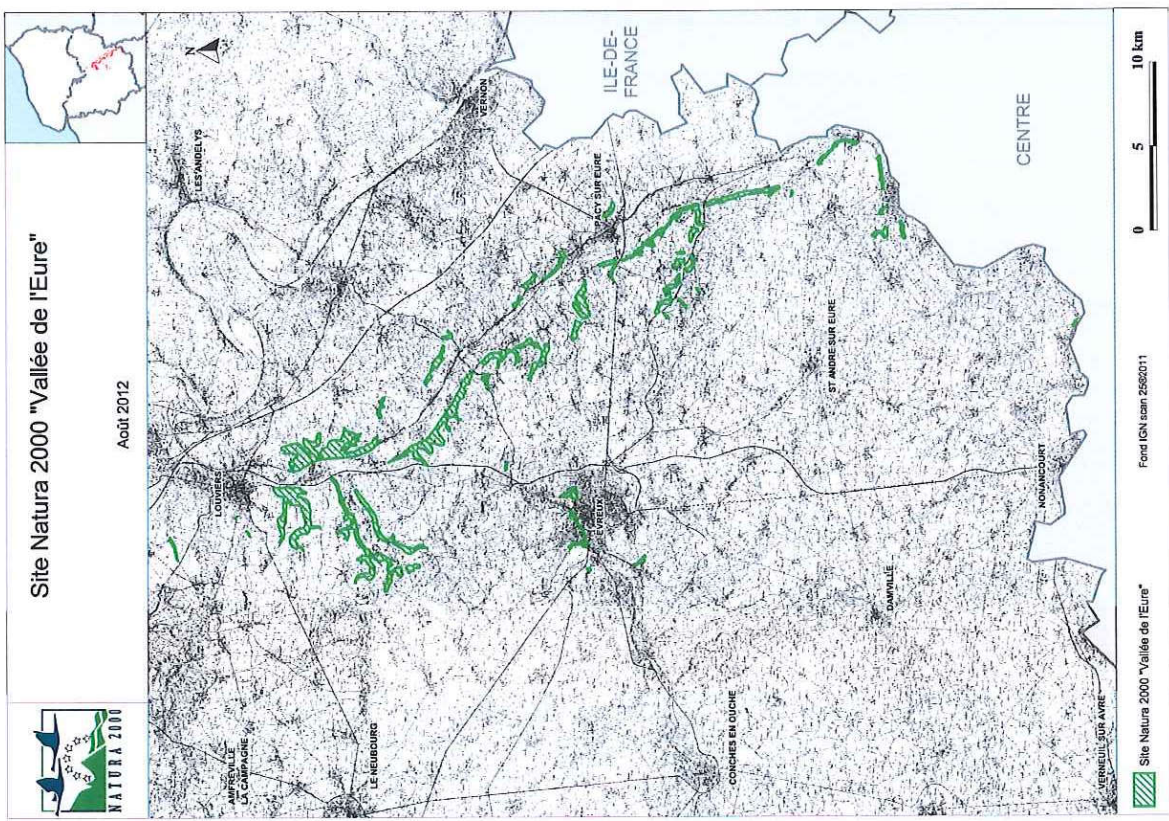 NATURA 2000
Site Natura 2000 "Vallée de l'Eure"
Août 2012
N
LES ANDELYS
VERNON
ILE-DE-
FRANCE
LOUVIERS
AMFREVILLE
LA CAMPAGNE
LE NEUBOURG
PACY SUR EURE
VREUX
CENTRE
ST ANDRE SUR EURE
CONCHES EN OUCHE
DAMVILLE
NONANCOURT
VERNEUIL SUR AVRE
Site Natura 2000 "Vallée de l'Eure"
Fond IGN scan 25®2011
0 5 10 km